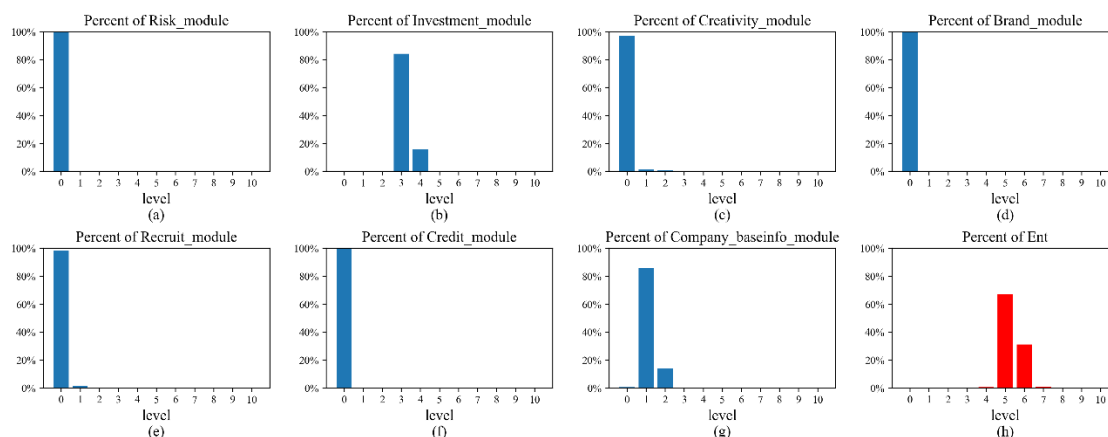 Percent of Risk_module
100%
80%
60%
40%
20%
0%
0 1 2 3 4 5 6 7 8 9 10
level
(a)
Percent of Investment_module
100%
80%
60%
40%
20%
0%
0 1 2 3 4 5 6 7 8 9 10
level
(b)
Percent of Creativity_module
100%
80%
60%
40%
20%
0%
0 1 2 3 4 5 6 7 8 9 10
level
(c)
Percent of Brand_module
100%
80%
60%
40%
20%
0%
0 1 2 3 4 5 6 7 8 9 10
level
(d)
Percent of Recruit_module
100%
80%
60%
40%
20%
0%
0 1 2 3 4 5 6 7 8 9 10
level
(e)
Percent of Credit_module
100%
80%
60%
40%
20%
0%
0 1 2 3 4 5 6 7 8 9 10
level
(f)
Percent of Company_baseinfo_module
100%
80%
60%
40%
20%
0%
0 1 2 3 4 5 6 7 8 9 10
level
(g)
Percent of Ent
100%
80%
60%
40%
20%
0%
0 1 2 3 4 5 6 7 8 9 10
level
(h)